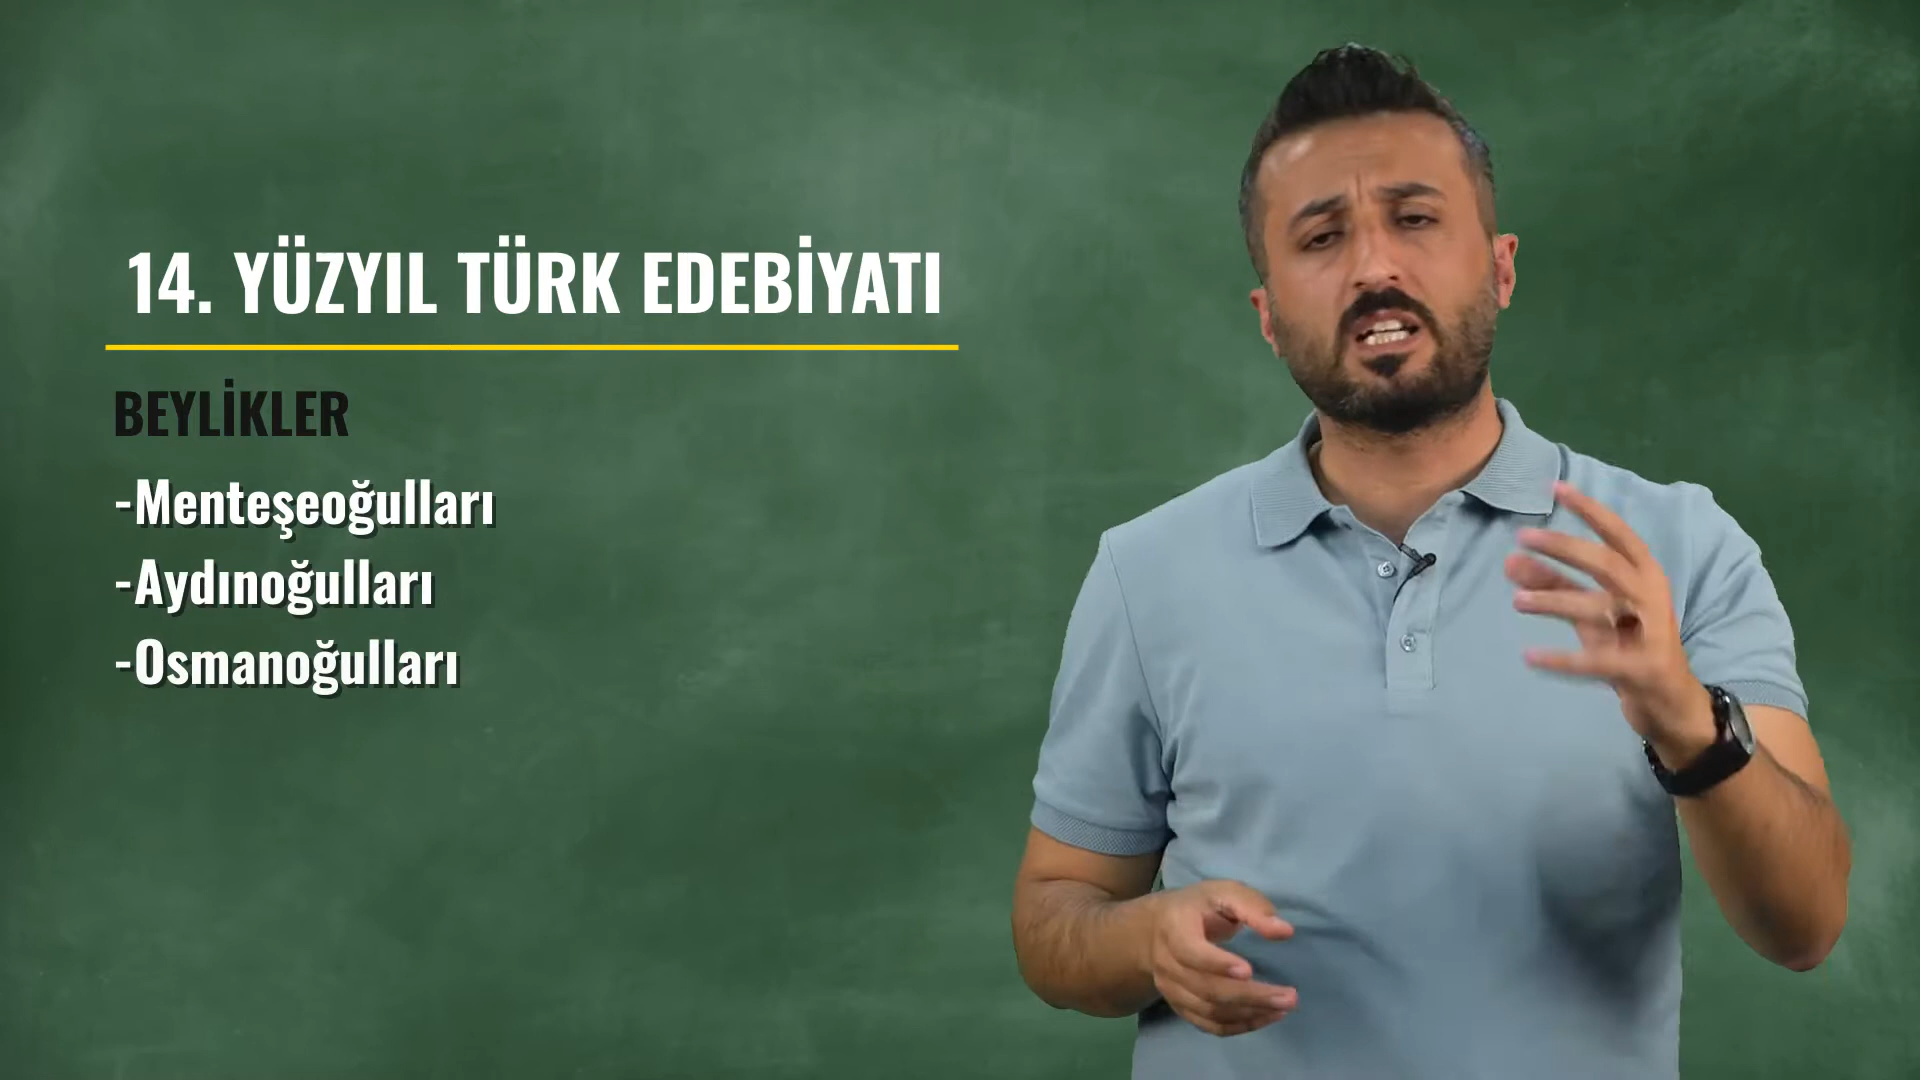 14. YÜZYIL TÜRK EDEBİYATI
BEYLİKLER
-Menteşeoğulları
-Aydınoğulları
-Osmanoğulları